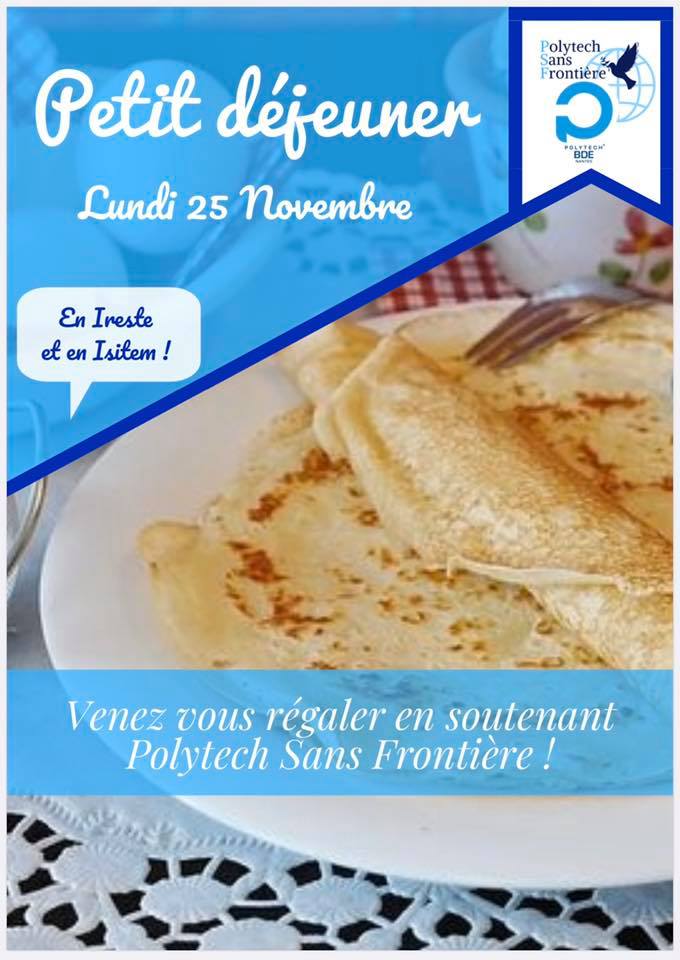 Petit déjeuner
Lundi 25 Novembre
Polytech
Sans
Frontière
POLYTECH
BDE
NANTES
En Ireste
et en Isitem !
Venez vous régaler en soutenant
Polytech Sans Frontière !